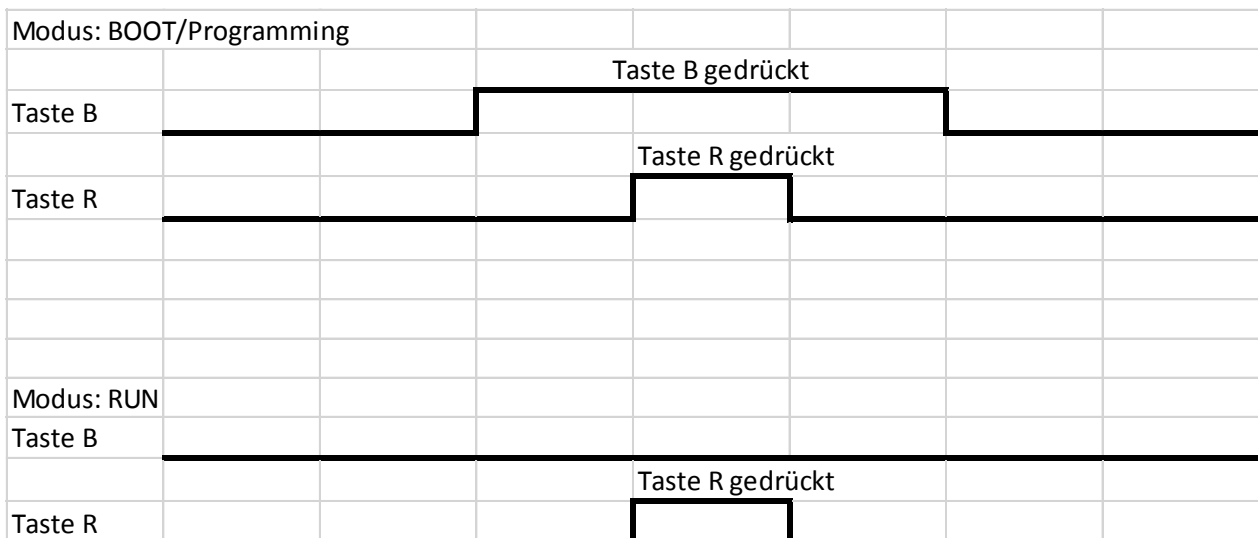 Modus: BOOT/Programming
Taste B gedrückt
Taste B
Taste R gedrückt
Taste R
Modus: RUN
Taste B
Taste R gedrückt
Taste R